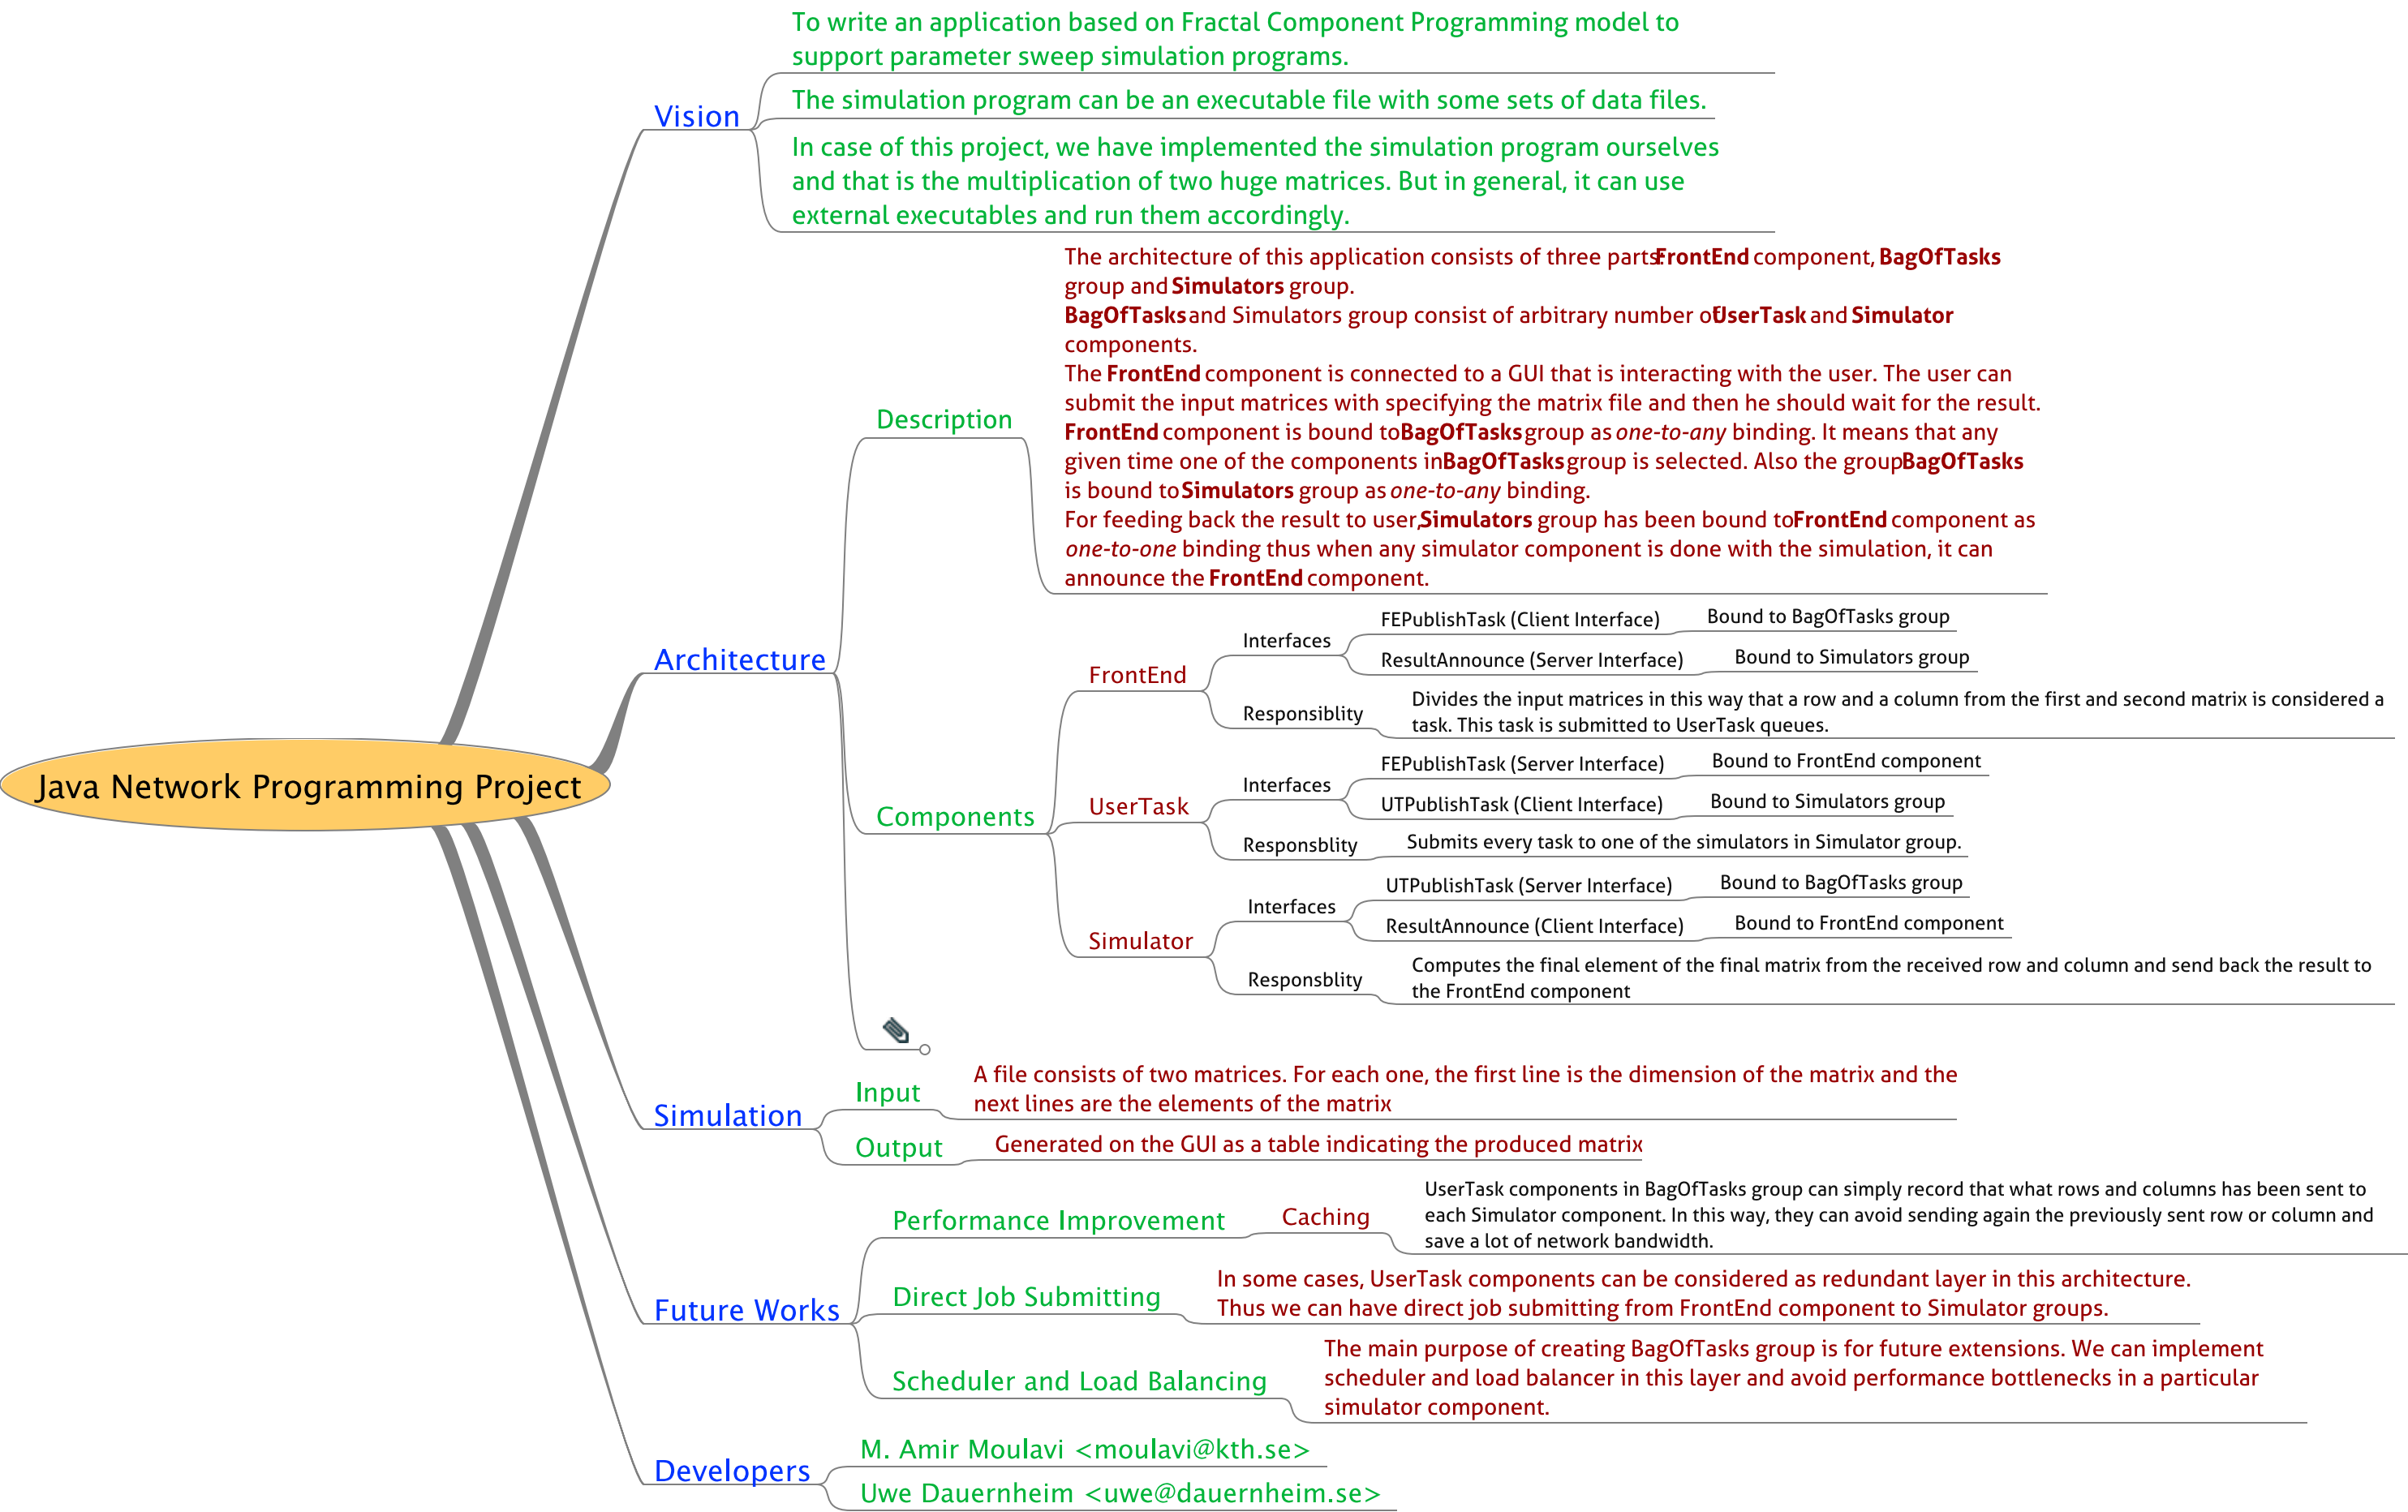 Java Network Programming Project
Vision
To write an application based on Fractal Component Programming model to
support parameter sweep simulation programs.
The simulation program can be an executable file with some sets of data files.
In case of this project, we have implemented the simulation program ourselves
and that is the multiplication of two huge matrices. But in general, it can use
external executables and run them accordingly.
Architecture
Description
The architecture of this application consists of three parts: FrontEnd component, BagOfTasks
group and Simulators group.
BagOfTasks and Simulators group consist of arbitrary number of UserTask and Simulator
components.
The FrontEnd component is connected to a GUI that is interacting with the user. The user can
submit the input matrices with specifying the matrix file and then he should wait for the result.
FrontEnd component is bound to BagOfTasks group as one-to-any binding. It means that any
given time one of the components in BagOfTasks group is selected. Also the group BagOfTasks
is bound to Simulators group as one-to-any binding.
For feeding back the result to user, Simulators group has been bound to FrontEnd component as
one-to-one binding thus when any simulator component is done with the simulation, it can
announce the FrontEnd component.
Components
FrontEnd
Interfaces
FEPublishTask (Client Interface)
Bound to BagOfTasks group
ResultAnnounce (Server Interface)
Bound to Simulators group
Responsiblity
Divides the input matrices in this way that a row and a column from the first and second matrix is considered a
task. This task is submitted to UserTask queues.
UserTask
Interfaces
FEPublishTask (Server Interface)
Bound to FrontEnd component
UTPublishTask (Client Interface)
Bound to Simulators group
Responsblity
Submits every task to one of the simulators in Simulator group.
Simulator
Interfaces
UTPublishTask (Server Interface)
Bound to BagOfTasks group
ResultAnnounce (Client Interface)
Bound to FrontEnd component
Responsblity
Computes the final element of the final matrix from the received row and column and send back the result to
the FrontEnd component
Simulation
Input
A file consists of two matrices. For each one, the first line is the dimension of the matrix and the
next lines are the elements of the matrix
Output
Generated on the GUI as a table indicating the produced matrix
Future Works
Performance Improvement
Caching
UserTask components in BagOfTasks group can simply record that what rows and columns has been sent to
each Simulator component. In this way, they can avoid sending again the previously sent row or column and
save a lot of network bandwidth.
Direct Job Submitting
In some cases, UserTask components can be considered as redundant layer in this architecture.
Thus we can have direct job submitting from FrontEnd component to Simulator groups.
Scheduler and Load Balancing
The main purpose of creating BagOfTasks group is for future extensions. We can implement
scheduler and load balancer in this layer and avoid performance bottlenecks in a particular
simulator component.
Developers
M. Amir Moulavi <moulavi@kth.se>
Uwe Dauernheim <uwe@dauernheim.se>